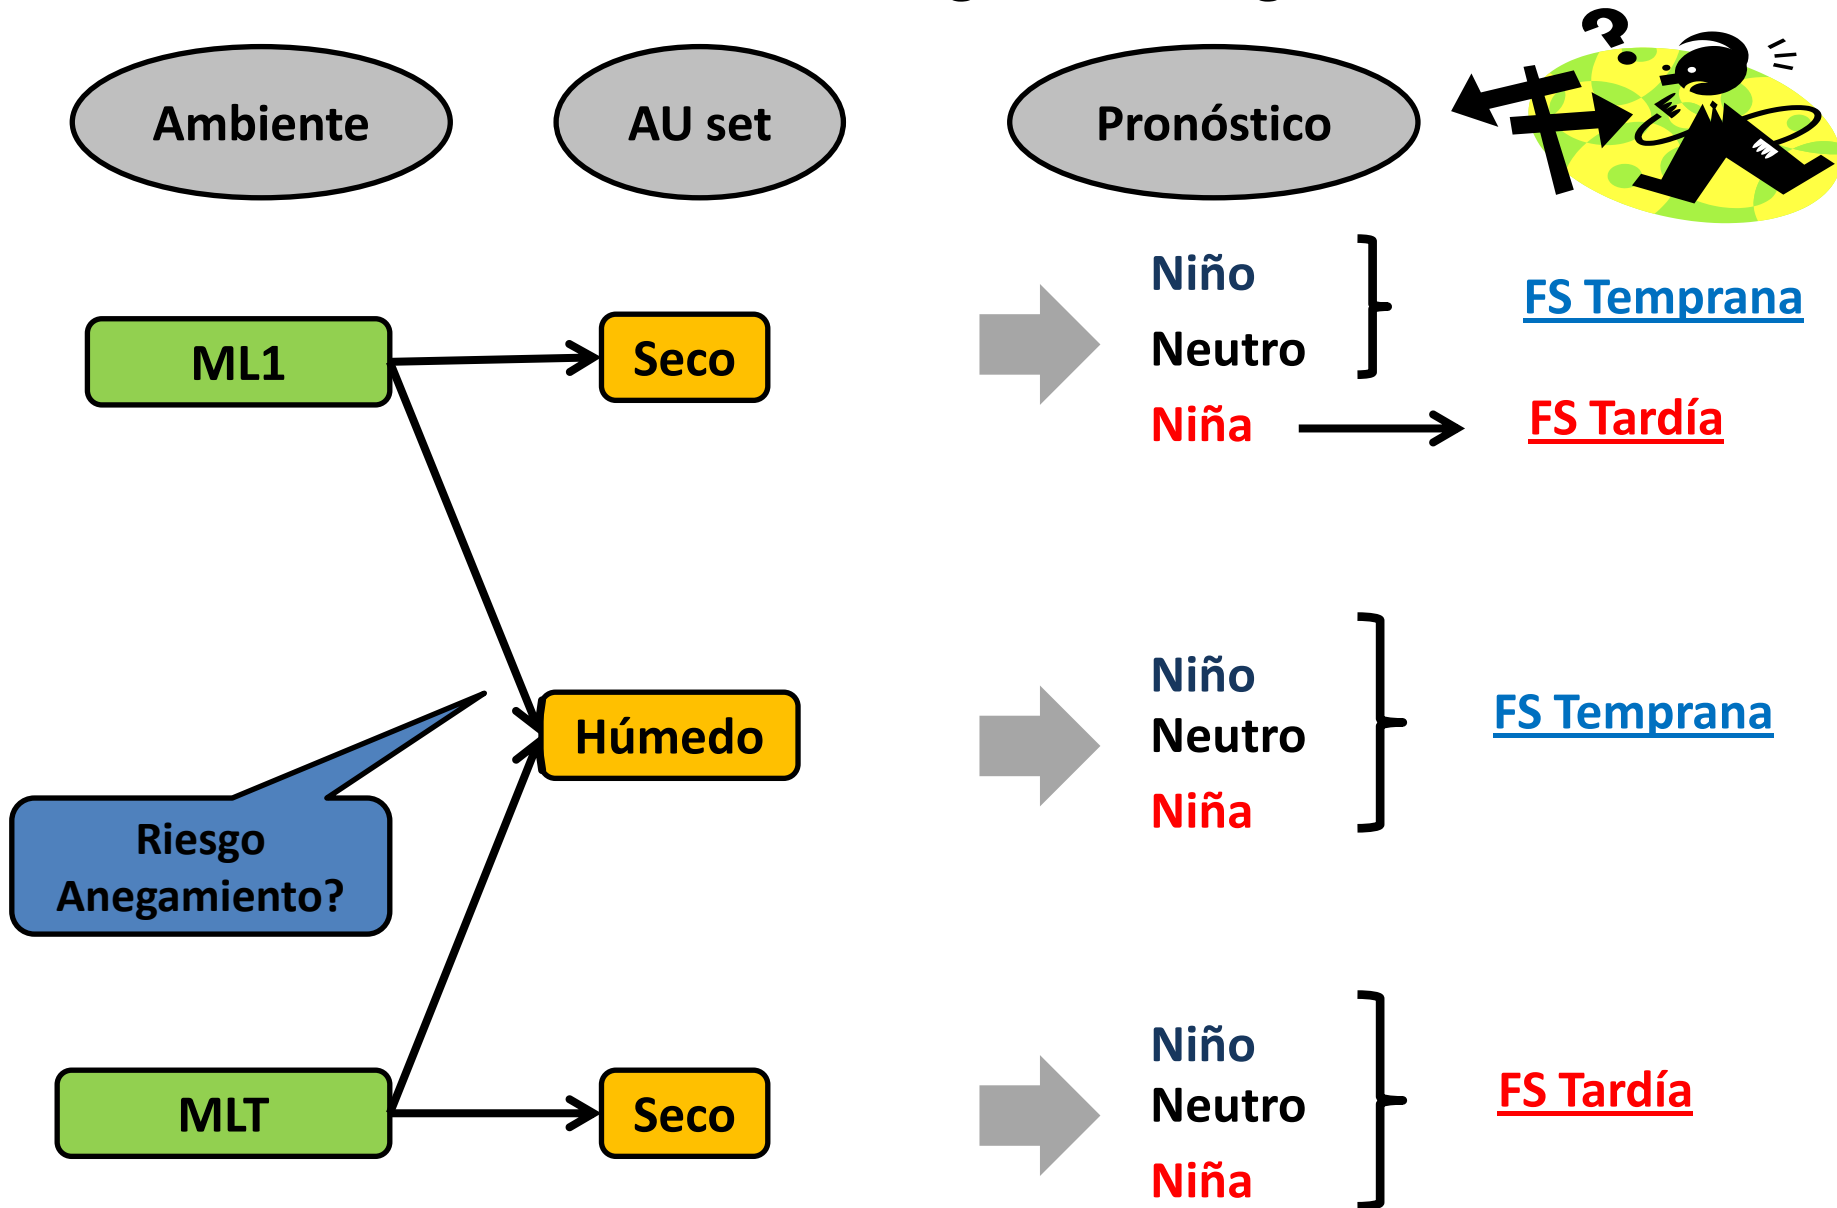 Ambiente
AU set
Pronóstico
?
Niño
Neutro
Niña
FS Temprana
FS Tardía
ML1
Seco
Húmedo
Riesgo
Anegamiento?
Niño
Neutro
Niña
FS Temprana
MLT
Seco
Niño
Neutro
Niña
FS Tardía